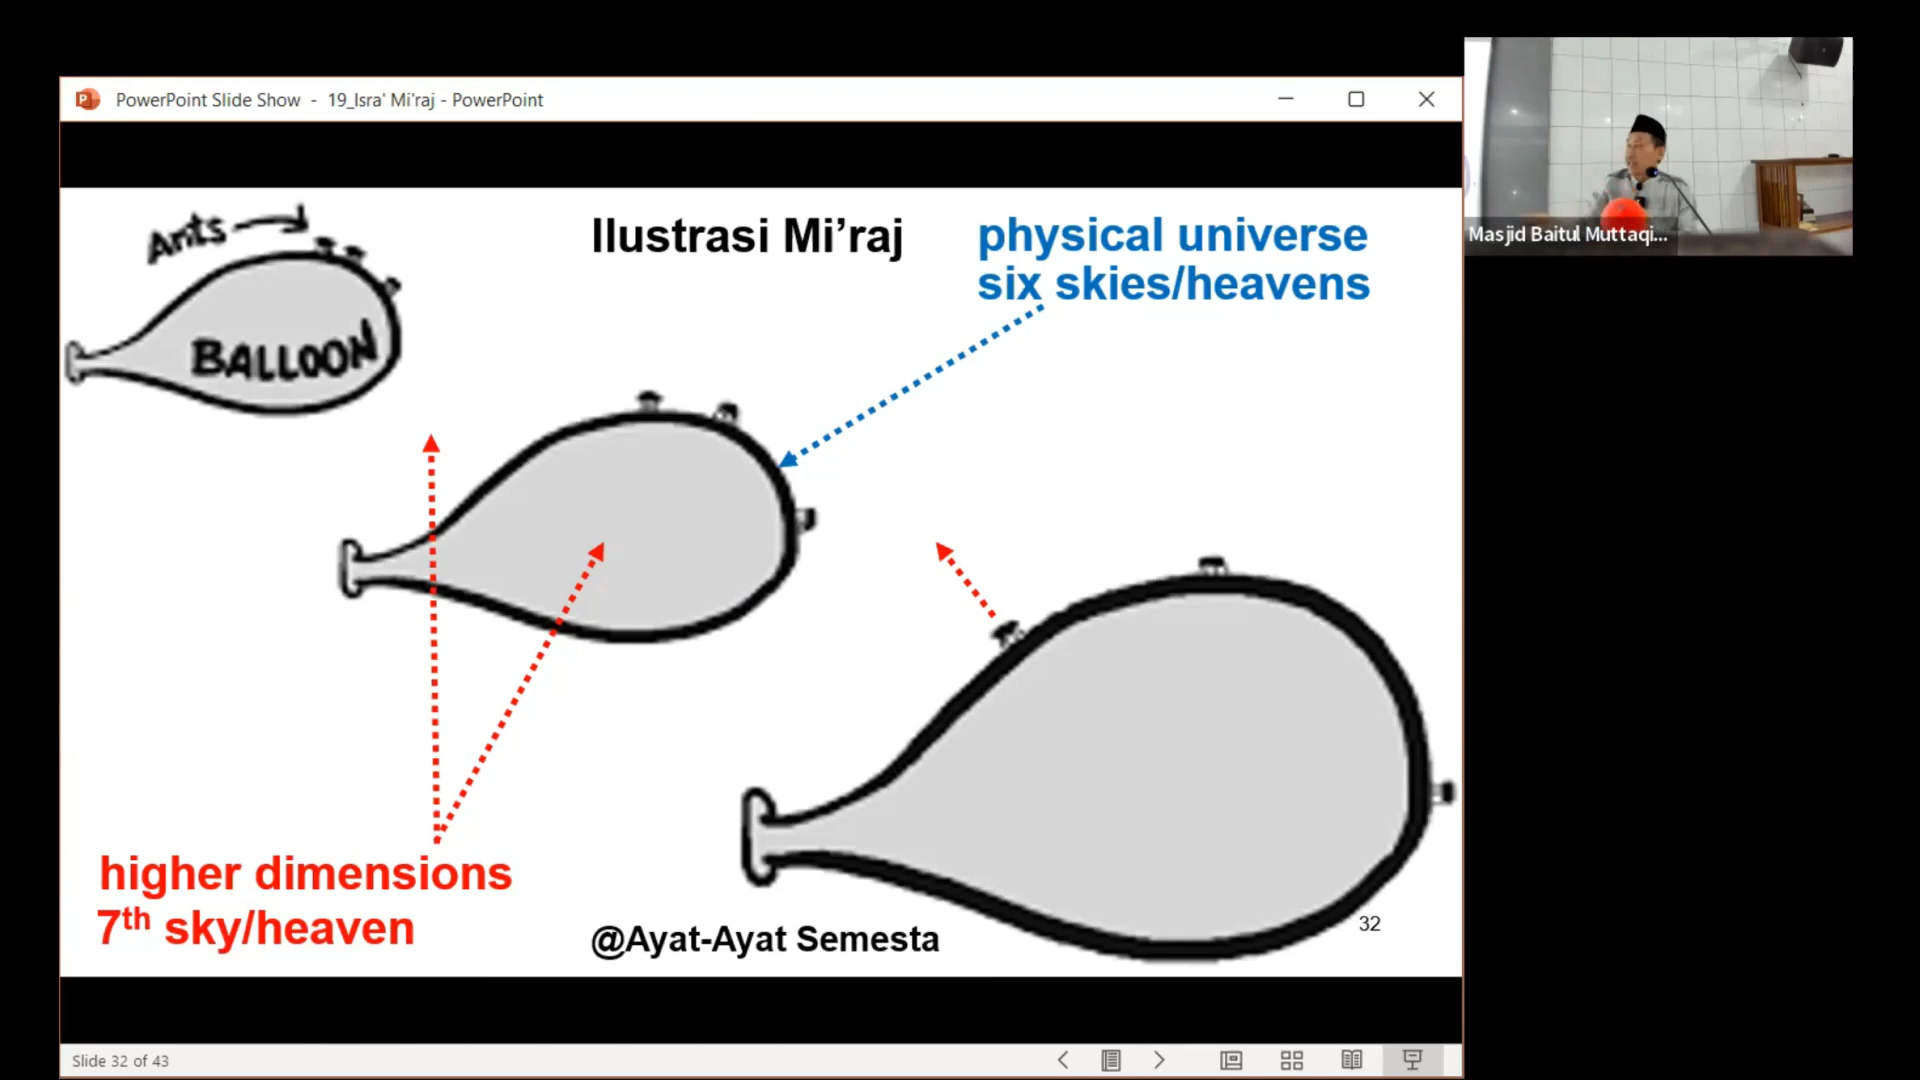 PowerPoint Slide Show - 19_Isra' Mi'raj - PowerPoint
Ants
BALLOON
Ilustrasi Mi’raj
physical universe
six skies/heavens
higher dimensions
7th sky/heaven
@Ayat-Ayat Semesta
32
Slide 32 of 43
Masjid Baitul Muttaqi...